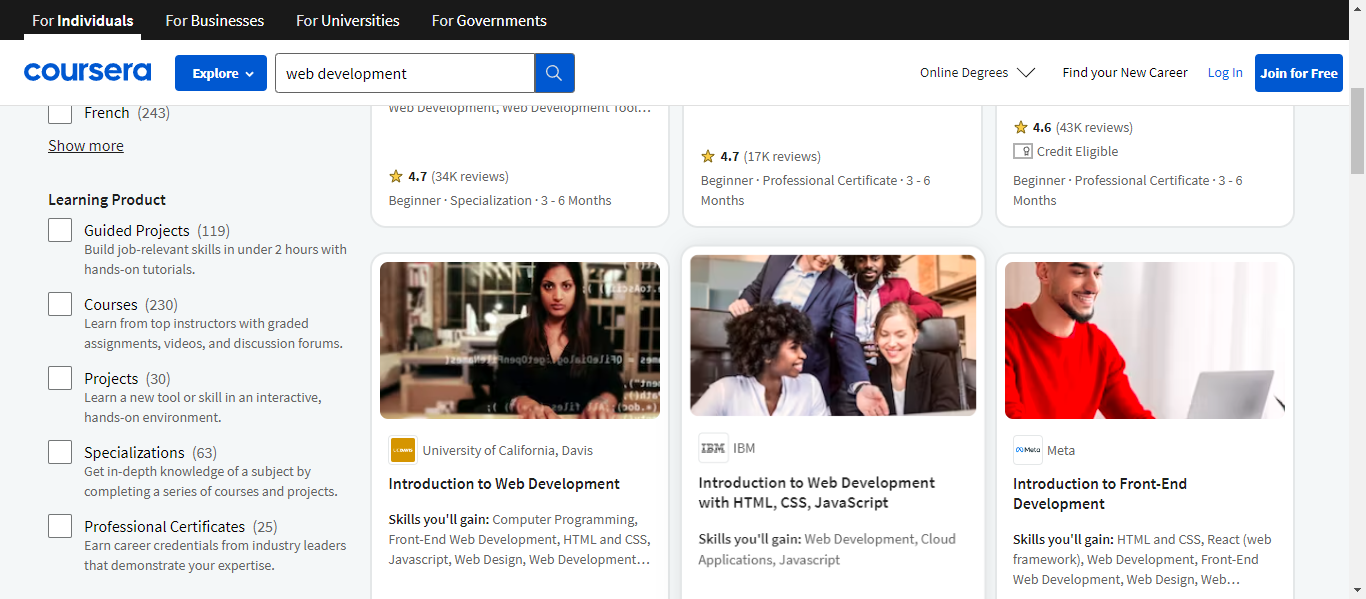 For Individuals
For Businesses
For Universities
For Governments
coursera
Explore
web development
Online Degrees
Find your New Career
Log In
Join for Free
French (243)
Show more
Learning Product
Guided Projects (119)
Build job-relevant skills in under 2 hours with
hands-on tutorials.
Courses (230)
Learn from top instructors with graded
assignments, videos, and discussion forums.
Projects (30)
Learn a new tool or skill in an interactive,
hands-on environment.
Specializations (63)
Get in-depth knowledge of a subject by
completing a series of courses and projects.
Professional Certificates (25)
Earn career credentials from industry leaders
that demonstrate your expertise.
Web Development, Web Development Tool…
4.7 (34K reviews)
Beginner · Specialization · 3 - 6 Months
4.7 (17K reviews)
Beginner · Professional Certificate · 3 - 6
Months
4.6 (43K reviews)
Credit Eligible
Beginner · Professional Certificate · 3 - 6
Months
University of California, Davis
Introduction to Web Development
Skills you'll gain: Computer Programming,
Front-End Web Development, HTML and CSS,
Javascript, Web Design, Web Development…
IBM
IBM
Introduction to Web Development
with HTML, CSS, JavaScript
Skills you'll gain: Web Development, Cloud
Applications, Javascript
Meta
Meta
Introduction to Front-End
Development
Skills you'll gain: HTML and CSS, React (web
framework), Web Development, Front-End
Web Development, Web Design, Web…